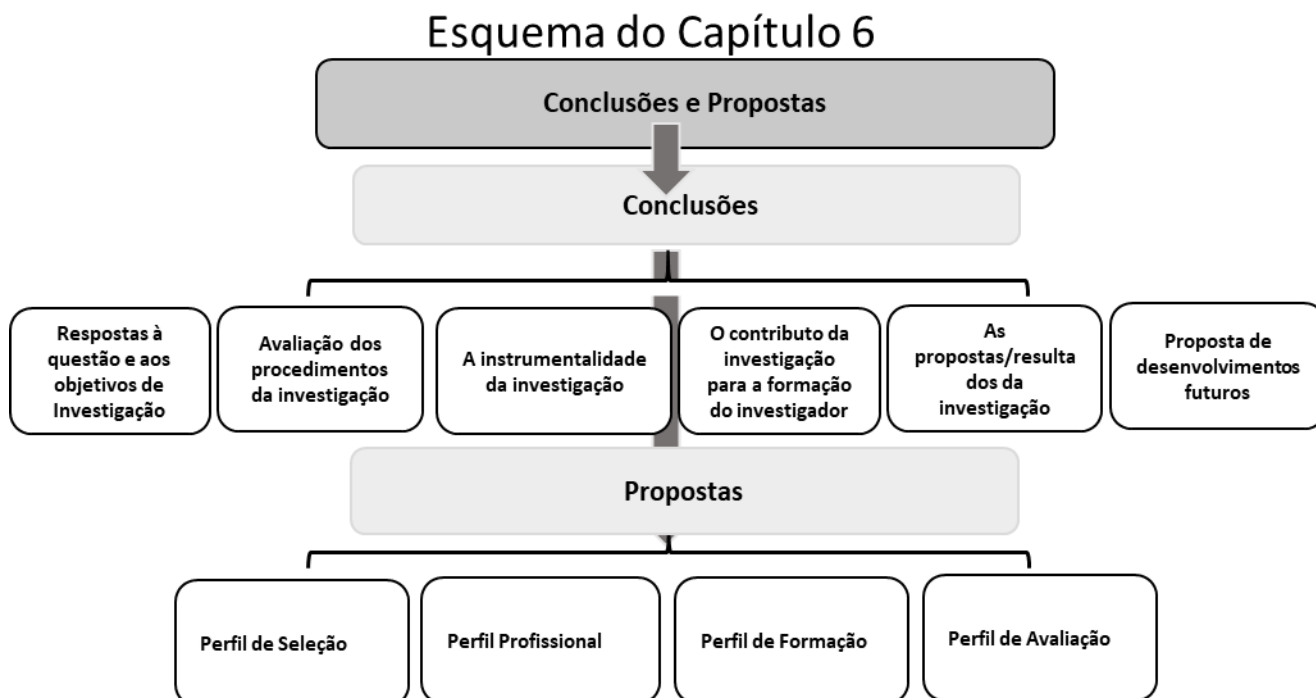 Esquema do Capítulo 6
Conclusões e Propostas
Conclusões
Respostas à
questão e aos
objetivos de
Investigação
Avaliação dos
procedimentos
da investigação
A instrumentalidade
da investigação
O contributo da
investigação
para a formação
do investigador
As
propostas/resulta
dos da
investigação
Proposta de
desenvolvimentos
futuros
Propostas
Perfil de Seleção
Perfil Profissional
Perfil de Formação
Perfil de Avaliação